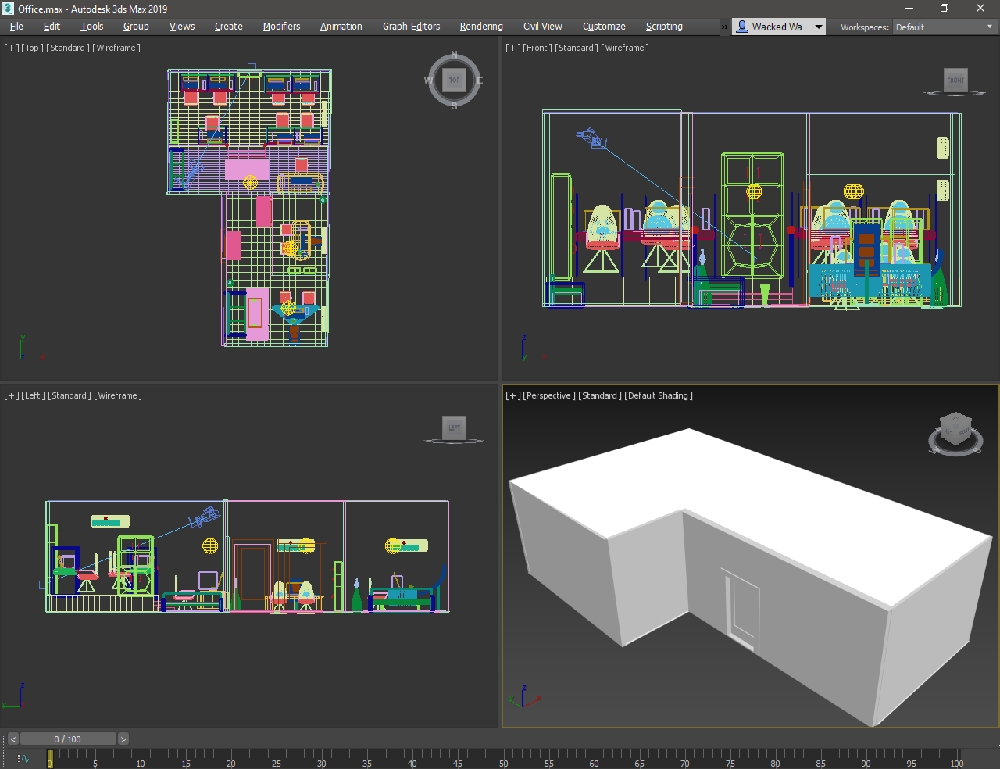 Office.max - Autodesk 3ds Max 2019
File Edit Tools Group Views Create Modifiers Animation Graph Editors Rendering Civil View Customize Scripting » Wacked Wa Workspaces: Default
[+] [Top] [Standard] [Wireframe]
[+] [Front] [Standard] [Wireframe]
N
W TOP E
S
FRONT
[+] [Left] [Standard] [Wireframe]
[+] [Perspective] [Standard] [Default Shading]
LEFT
< 0 / 100 >
0 5 10 15 20 25 30 35 40 45 50 55 60 65 70 75 80 85 90 95 100